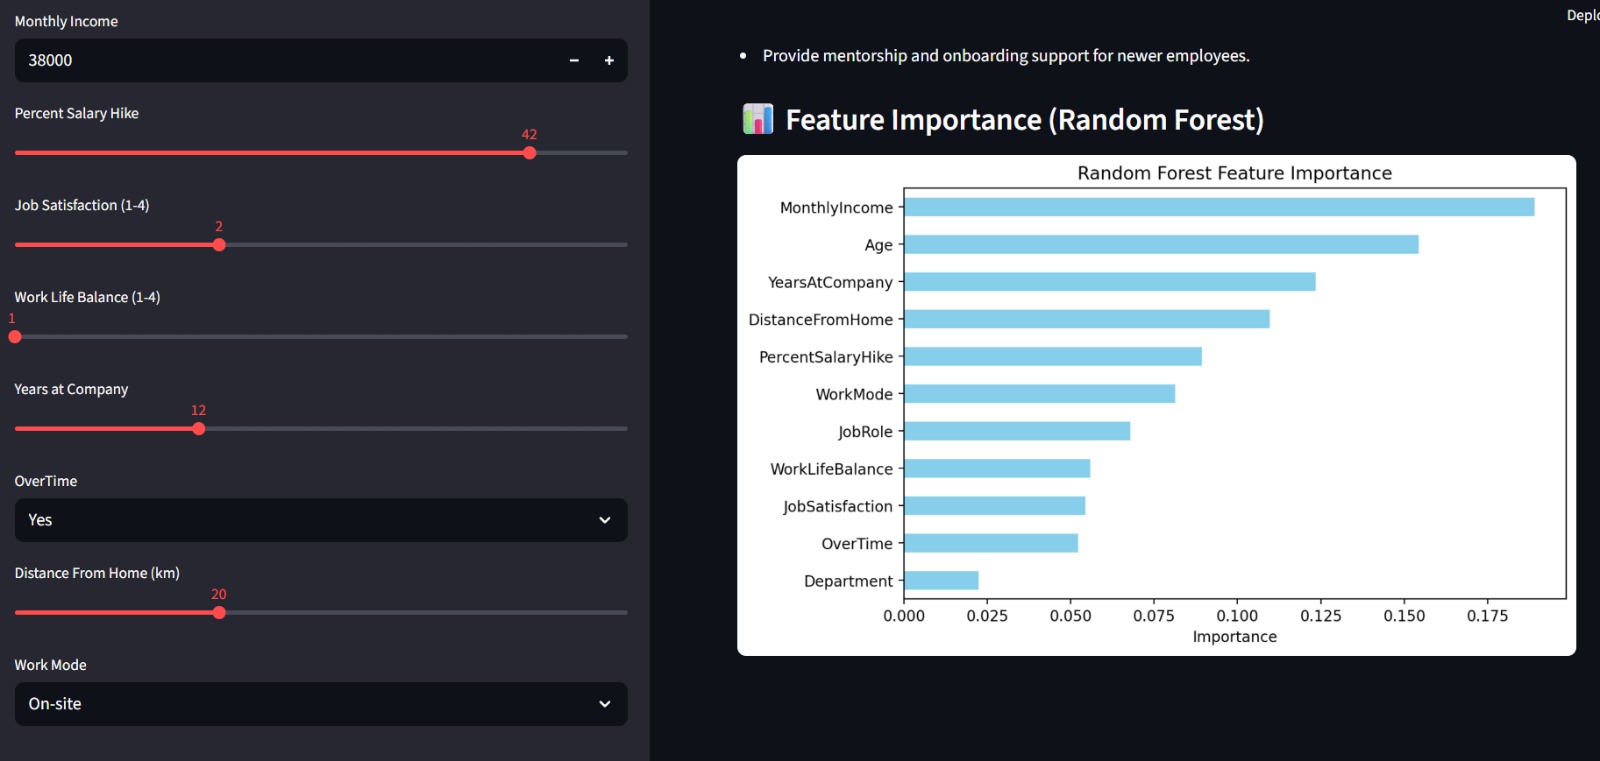 Monthly Income
38000
− +
Percent Salary Hike
42
Job Satisfaction (1-4)
2
Work Life Balance (1-4)
1
Years at Company
12
OverTime
Yes
Distance From Home (km)
20
Work Mode
On-site
• Provide mentorship and onboarding support for newer employees.
Feature Importance (Random Forest)
Random Forest Feature Importance
MonthlyIncome
Age
YearsAtCompany
DistanceFromHome
PercentSalaryHike
WorkMode
JobRole
WorkLifeBalance
JobSatisfaction
OverTime
Department
0.000 0.025 0.050 0.075 0.100 0.125 0.150 0.175
Importance